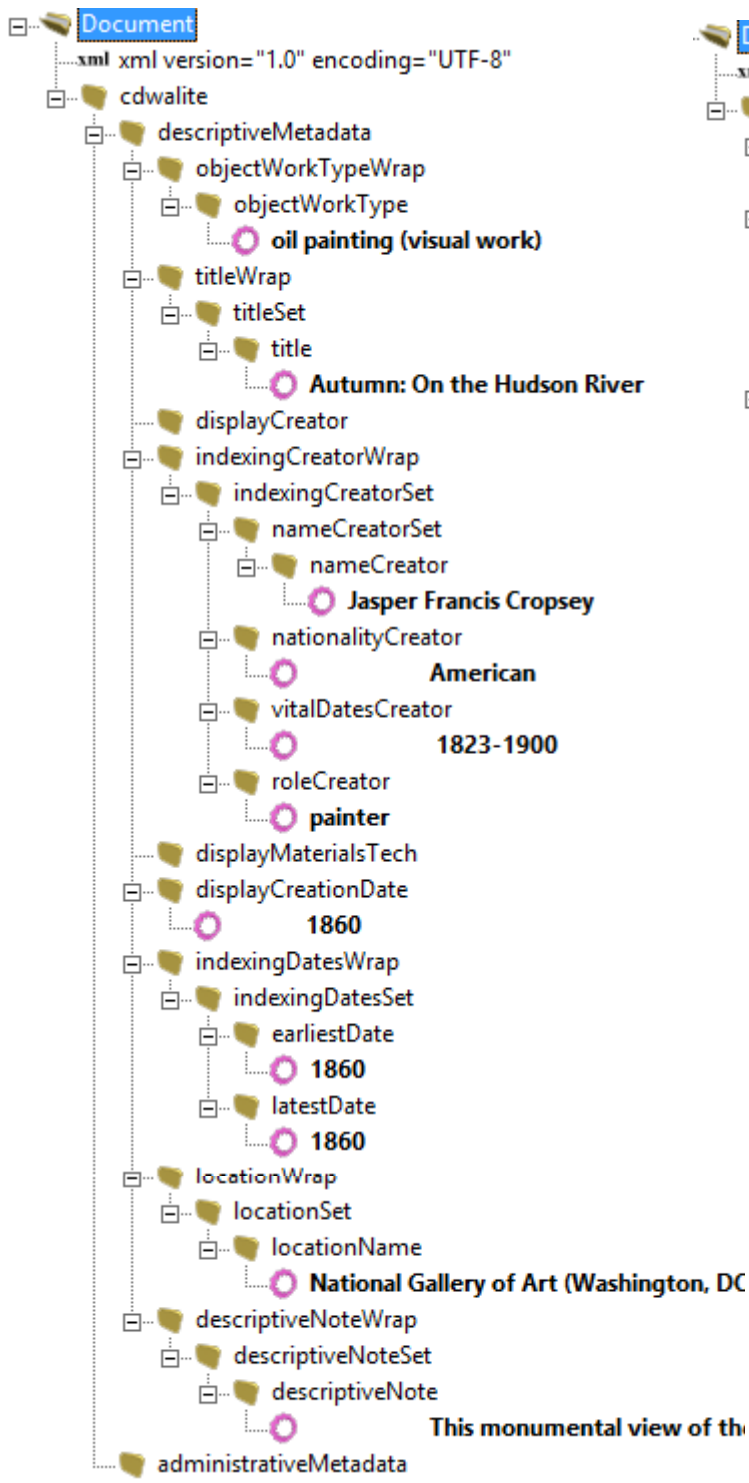 Document
xml xml version="1.0" encoding="UTF-8"
cdwalite
descriptiveMetadata
objectWorkTypeWrap
objectWorkType
oil painting (visual work)
titleWrap
titleSet
title
Autumn: On the Hudson River
displayCreator
indexingCreatorWrap
indexingCreatorSet
nameCreatorSet
nameCreator
Jasper Francis Cropsey
nationalityCreator
American
vitalDatesCreator
1823-1900
roleCreator
painter
displayMaterialsTech
displayCreationDate
1860
indexingDatesWrap
indexingDatesSet
earliestDate
1860
latestDate
1860
locationWrap
locationSet
locationName
National Gallery of Art (Washington, DC
descriptiveNoteWrap
descriptiveNoteSet
descriptiveNote
This monumental view of the
administrativeMetadata